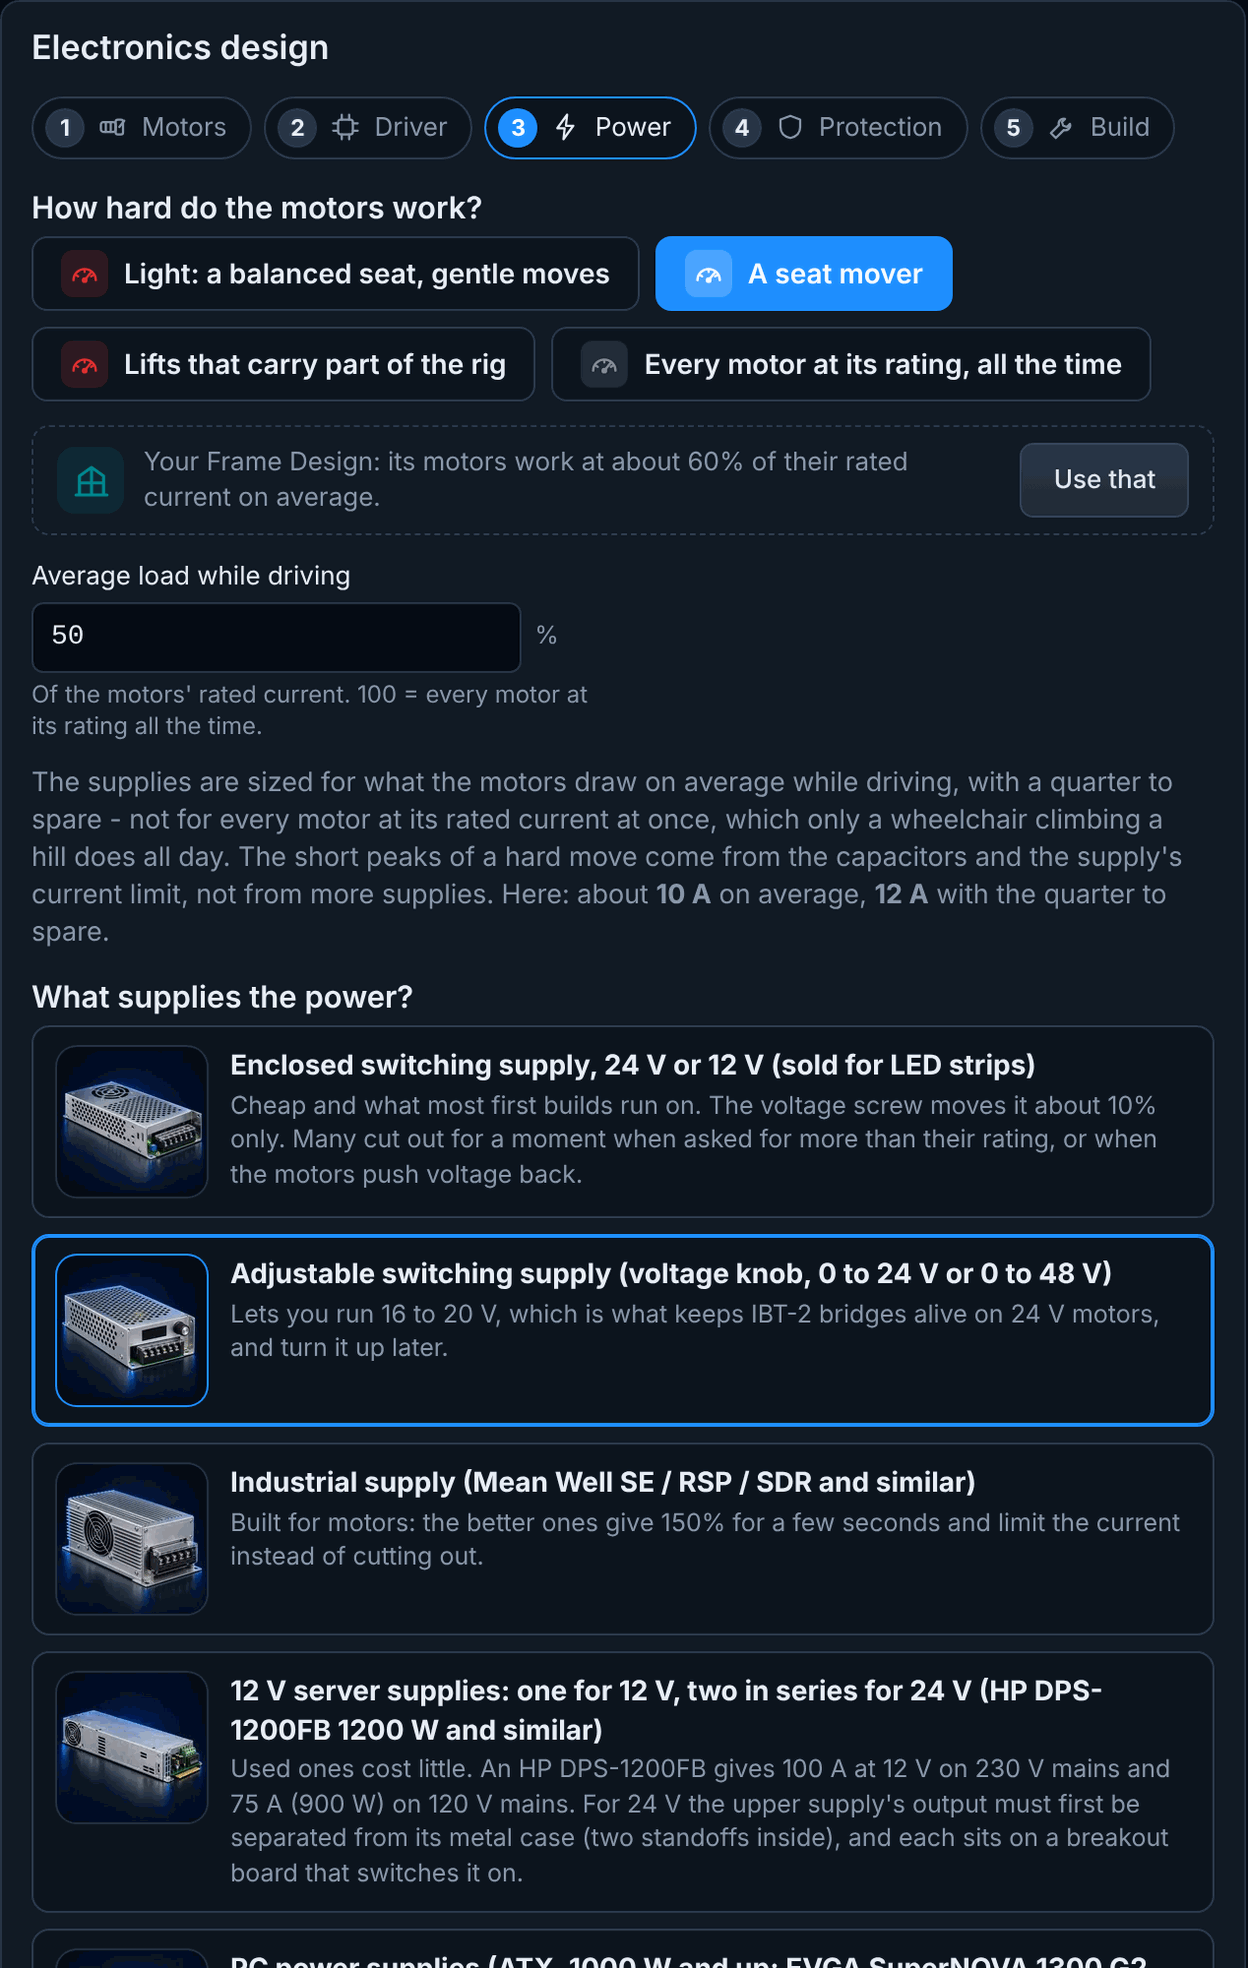 Electronics design
1 Motors
2 Driver
3 Power
4 Protection
5 Build
How hard do the motors work?
Light: a balanced seat, gentle moves
A seat mover
Lifts that carry part of the rig
Every motor at its rating, all the time
Your Frame Design: its motors work at about 60% of their rated
current on average.
Use that
Average load while driving
50 %
Of the motors' rated current. 100 = every motor at
its rating all the time.
The supplies are sized for what the motors draw on average while driving, with a quarter to
spare - not for every motor at its rated current at once, which only a wheelchair climbing a
hill does all day. The short peaks of a hard move come from the capacitors and the supply's
current limit, not from more supplies. Here: about 10 A on average, 12 A with the quarter to
spare.
What supplies the power?
Enclosed switching supply, 24 V or 12 V (sold for LED strips)
Cheap and what most first builds run on. The voltage screw moves it about 10%
only. Many cut out for a moment when asked for more than their rating, or when
the motors push voltage back.
Adjustable switching supply (voltage knob, 0 to 24 V or 0 to 48 V)
Lets you run 16 to 20 V, which is what keeps IBT-2 bridges alive on 24 V motors,
and turn it up later.
Industrial supply (Mean Well SE / RSP / SDR and similar)
Built for motors: the better ones give 150% for a few seconds and limit the current
instead of cutting out.
12 V server supplies: one for 12 V, two in series for 24 V (HP DPS-
1200FB 1200 W and similar)
Used ones cost little. An HP DPS-1200FB gives 100 A at 12 V on 230 V mains and
75 A (900 W) on 120 V mains. For 24 V the upper supply's output must first be
separated from its metal case (two standoffs inside), and each sits on a breakout
board that switches it on.
PC power supplies (ATX, 1000 W and up: EVGA SuperNOVA 1300 G2